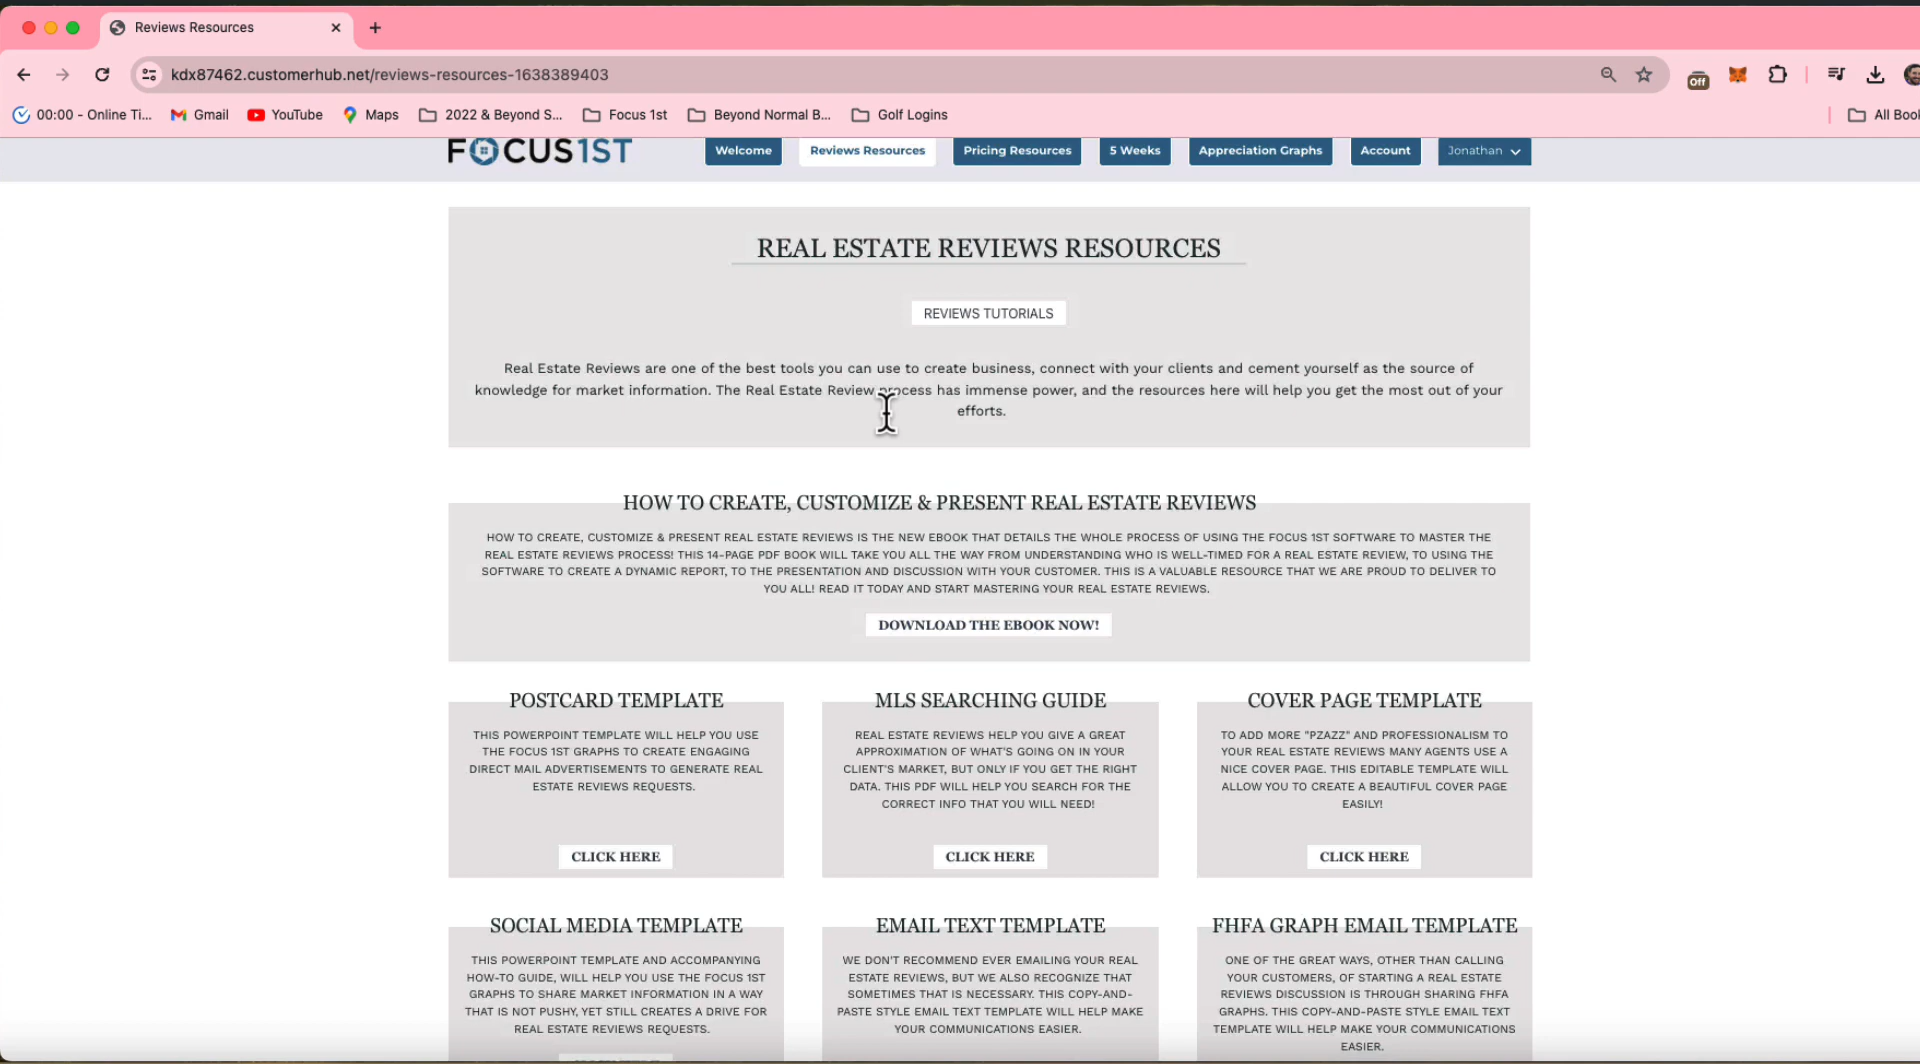 Reviews Resources
kdx87462.customerhub.net/reviews-resources-1638389403
Off
00:00 - Online Ti...
Gmail
YouTube
Maps
2022 & Beyond S...
Focus 1st
Beyond Normal B...
Golf Logins
All Book
FOCUS1ST
Welcome
Reviews Resources
Pricing Resources
5 Weeks
Appreciation Graphs
Account
Jonathan
REAL ESTATE REVIEWS RESOURCES
REVIEWS TUTORIALS
Real Estate Reviews are one of the best tools you can use to create business, connect with your clients and cement yourself as the source of
knowledge for market information. The Real Estate Review process has immense power, and the resources here will help you get the most out of your
efforts.
HOW TO CREATE, CUSTOMIZE & PRESENT REAL ESTATE REVIEWS
HOW TO CREATE, CUSTOMIZE & PRESENT REAL ESTATE REVIEWS IS THE NEW EBOOK THAT DETAILS THE WHOLE PROCESS OF USING THE FOCUS 1ST SOFTWARE TO MASTER THE
REAL ESTATE REVIEWS PROCESS! THIS 14-PAGE PDF BOOK WILL TAKE YOU ALL THE WAY FROM UNDERSTANDING WHO IS WELL-TIMED FOR A REAL ESTATE REVIEW, TO USING THE
SOFTWARE TO CREATE A DYNAMIC REPORT, TO THE PRESENTATION AND DISCUSSION WITH YOUR CUSTOMER. THIS IS A VALUABLE RESOURCE THAT WE ARE PROUD TO DELIVER TO
YOU ALL! READ IT TODAY AND START MASTERING YOUR REAL ESTATE REVIEWS.
DOWNLOAD THE EBOOK NOW!
POSTCARD TEMPLATE
THIS POWERPOINT TEMPLATE WILL HELP YOU USE
THE FOCUS 1ST GRAPHS TO CREATE ENGAGING
DIRECT MAIL ADVERTISEMENTS TO GENERATE REAL
ESTATE REVIEWS REQUESTS.
CLICK HERE
MLS SEARCHING GUIDE
REAL ESTATE REVIEWS HELP YOU GIVE A GREAT
APPROXIMATION OF WHAT'S GOING ON IN YOUR
CLIENT'S MARKET, BUT ONLY IF YOU GET THE RIGHT
DATA. THIS PDF WILL HELP YOU SEARCH FOR THE
CORRECT INFO THAT YOU WILL NEED!
CLICK HERE
COVER PAGE TEMPLATE
TO ADD MORE "PZAZZ" AND PROFESSIONALISM TO
YOUR REAL ESTATE REVIEWS MANY AGENTS USE A
NICE COVER PAGE. THIS EDITABLE TEMPLATE WILL
ALLOW YOU TO CREATE A BEAUTIFUL COVER PAGE
EASILY!
CLICK HERE
SOCIAL MEDIA TEMPLATE
THIS POWERPOINT TEMPLATE AND ACCOMPANYING
HOW-TO GUIDE, WILL HELP YOU USE THE FOCUS 1ST
GRAPHS TO SHARE MARKET INFORMATION IN A WAY
THAT IS NOT PUSHY, YET STILL CREATES A DRIVE FOR
REAL ESTATE REVIEWS REQUESTS.
EMAIL TEXT TEMPLATE
WE DON'T RECOMMEND EVER EMAILING YOUR REAL
ESTATE REVIEWS, BUT WE ALSO RECOGNIZE THAT
SOMETIMES THAT IS NECESSARY. THIS COPY-AND-
PASTE STYLE EMAIL TEXT TEMPLATE WILL HELP MAKE
YOUR COMMUNICATIONS EASIER.
FHFA GRAPH EMAIL TEMPLATE
ONE OF THE GREAT WAYS, OTHER THAN CALLING
YOUR CUSTOMERS, OF STARTING A REAL ESTATE
REVIEWS DISCUSSION IS THROUGH SHARING FHFA
GRAPHS. THIS COPY-AND-PASTE STYLE EMAIL TEXT
TEMPLATE WILL HELP MAKE YOUR COMMUNICATIONS
EASIER.